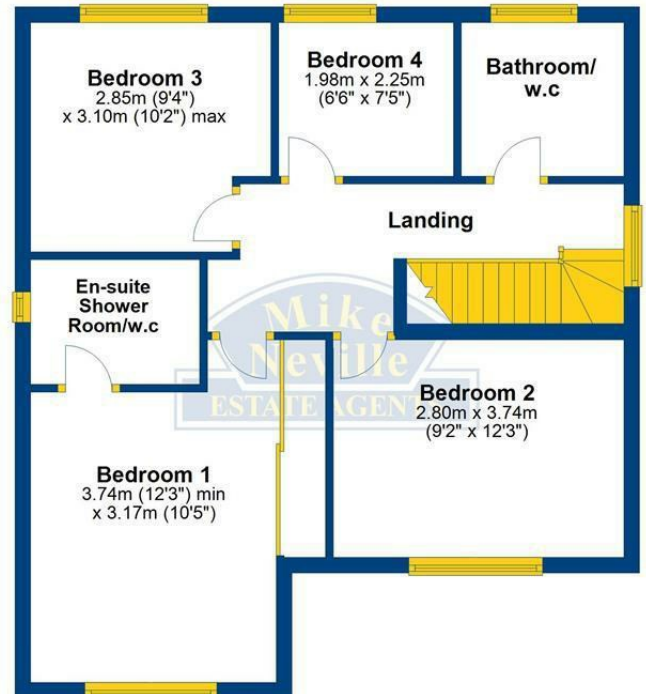 Bedroom 3
2.85m (9'4")
x 3.10m (10'2") max
Bedroom 4
1.98m x 2.25m
(6'6" x 7'5")
Bathroom/
w.c
Landing
En-suite
Shower
Room/w.c
Mike
Neville
ESTATE AGENTS
Bedroom 2
2.80m x 3.74m
(9'2" x 12'3")
Bedroom 1
3.74m (12'3") min
x 3.17m (10'5")